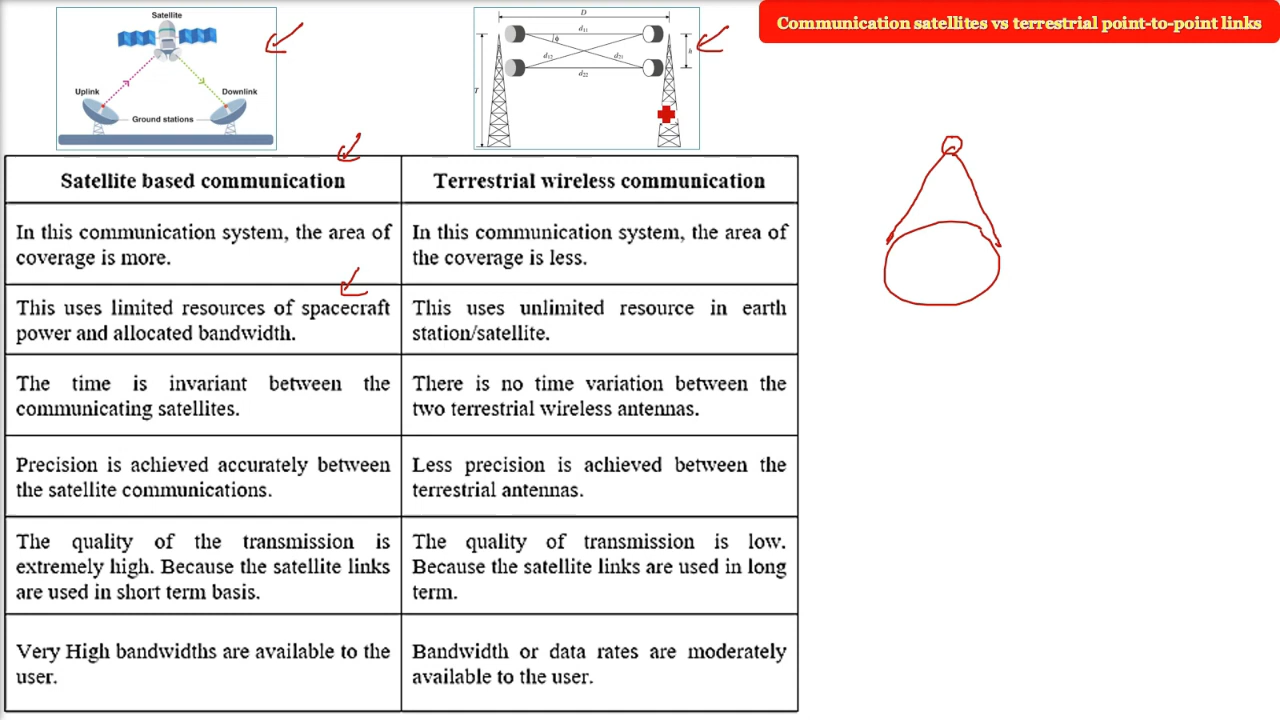 Communication satellites vs terrestrial point-to-point links
Satellite
Uplink
Downlink
Ground stations
D
d11
ϕ
d12
d21
d22
h
T
Satellite based communication
Terrestrial wireless communication
In this communication system, the area of
coverage is more.
In this communication system, the area of
the coverage is less.
This uses limited resources of spacecraft
power and allocated bandwidth.
This uses unlimited resource in earth
station/satellite.
The time is invariant between the
communicating satellites.
There is no time variation between the
two terrestrial wireless antennas.
Precision is achieved accurately between
the satellite communications.
Less precision is achieved between the
terrestrial antennas.
The quality of the transmission is
extremely high. Because the satellite links
are used in short term basis.
The quality of transmission is low.
Because the satellite links are used in long
term.
Very High bandwidths are available to the
user.
Bandwidth or data rates are moderately
available to the user.